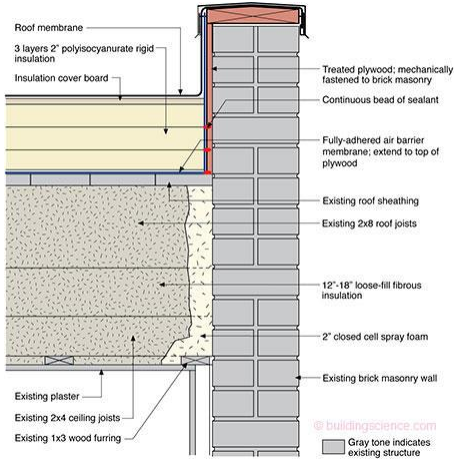 Roof membrane
3 layers 2" polyisocyanurate rigid
insulation
Insulation cover board
Treated plywood; mechanically
fastened to brick masonry
Continuous bead of sealant
Fully-adhered air barrier
membrane; extend to top of
plywood
Existing roof sheathing
Existing 2x8 roof joists
12"-18" loose-fill fibrous
insulation
2" closed cell spray foam
Existing brick masonry wall
Existing plaster
Existing 2x4 ceiling joists
Existing 1x3 wood furring
© buildingscience.com
Gray tone indicates
existing structure